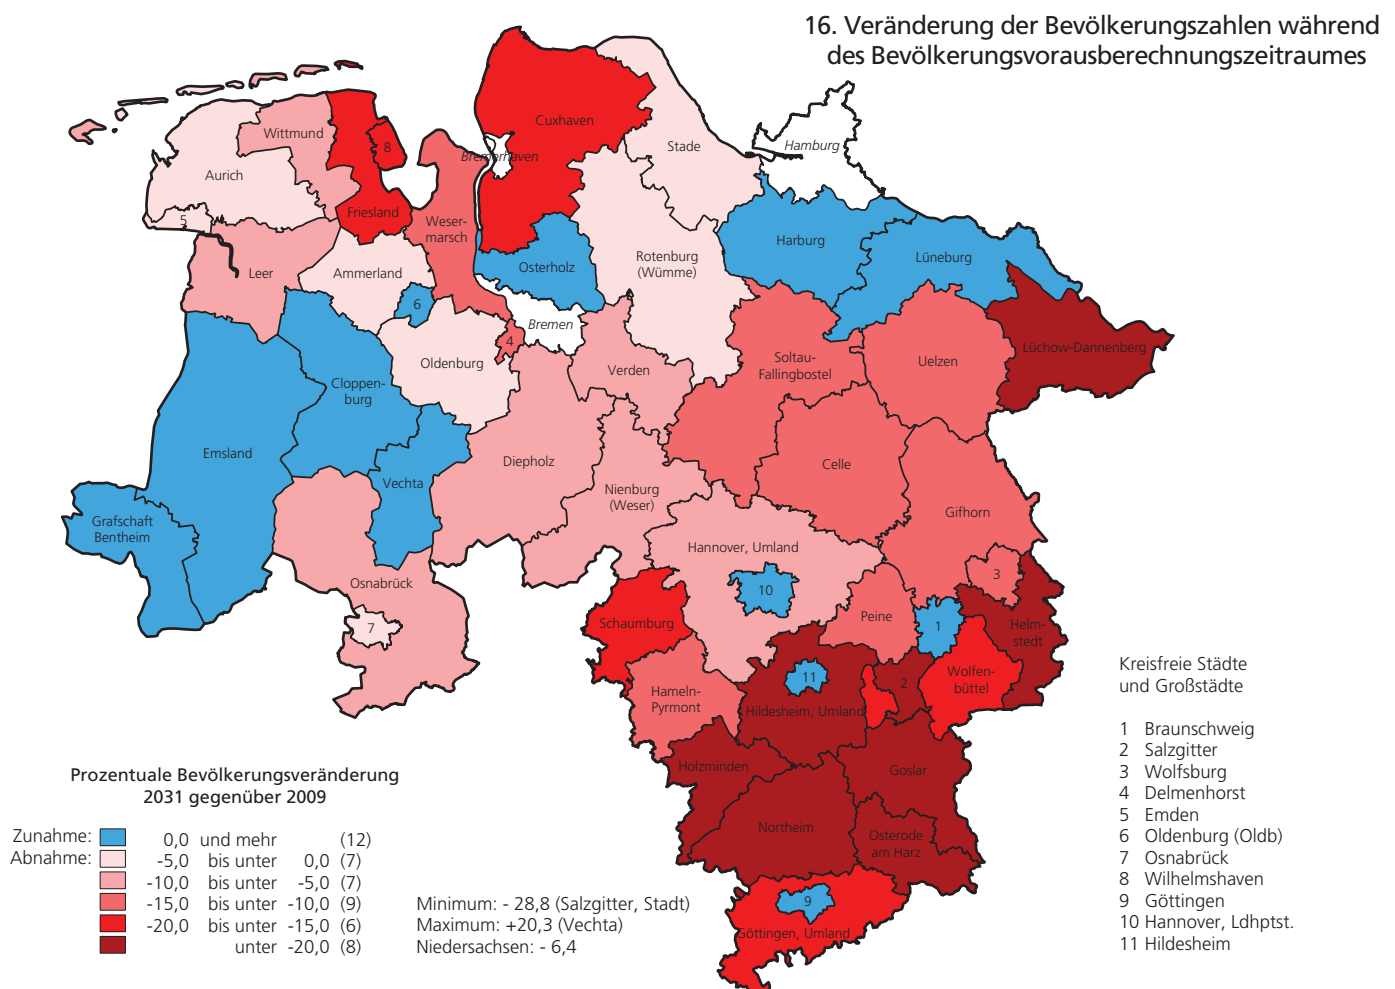 16. Veränderung der Bevölkerungszahlen während
des Bevölkerungsvorausberechnungszeitraumes
Cuxhaven
Wittmund
8
Stade
Hamburg
Bremerhaven
Aurich
5
Friesland
Weser-
marsch
Harburg
Lüneburg
Rotenburg
(Wümme)
Osterholz
Leer
Ammerland
6
Bremen
4
Oldenburg
Lüchow-Dannenberg
Soltau-
Fallingbostel
Uelzen
Verden
Cloppen-
burg
Emsland
Diepholz
Celle
Vechta
Nienburg
(Weser)
Gifhorn
Grafschaft
Bentheim
Hannover, Umland
3
Osnabrück
10
Peine
1
Schaumburg
7
Helm-
stedt
Wolfen-
büttel
11
2
Hameln-
Pyrmont
Hildesheim, Umland
Holzminden
Goslar
Northeim
Osterode
am Harz
9
Göttingen, Umland
Kreisfreie Städte
und Großstädte
1 Braunschweig
2 Salzgitter
3 Wolfsburg
4 Delmenhorst
5 Emden
6 Oldenburg (Oldb)
7 Osnabrück
8 Wilhelmshaven
9 Göttingen
10 Hannover, Ldhptst.
11 Hildesheim
Prozentuale Bevölkerungsveränderung
2031 gegenüber 2009
Zunahme: 0,0 und mehr (12)
Abnahme: -5,0 bis unter 0,0 (7)
-10,0 bis unter -5,0 (7)
-15,0 bis unter -10,0 (9)
-20,0 bis unter -15,0 (6)
unter -20,0 (8)
Minimum: - 28,8 (Salzgitter, Stadt)
Maximum: +20,3 (Vechta)
Niedersachsen: - 6,4